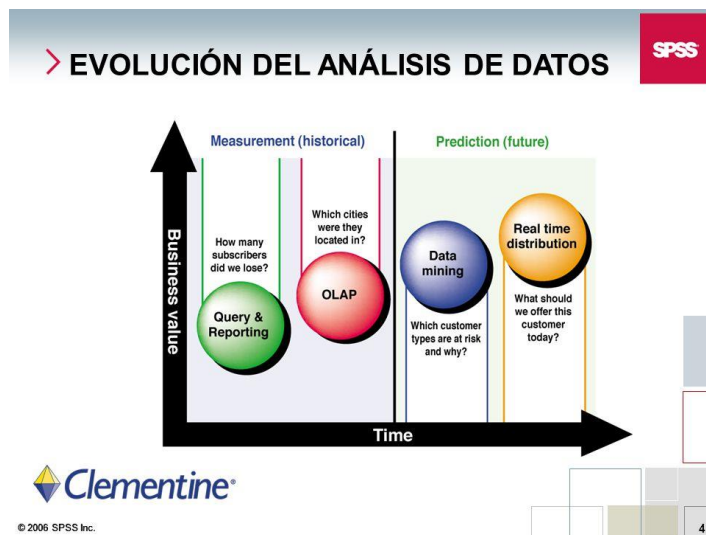 EVOLUCIÓN DEL ANÁLISIS DE DATOS
SPSS
Measurement (historical)
Prediction (future)
Business value
How many
subscribers
did we lose?
Query &
Reporting
Which cities
were they
located in?
OLAP
Data
mining
Which customer
types are at risk
and why?
Real time
distribution
What should
we offer this
customer
today?
Time
Clementine®
© 2006 SPSS Inc.
4